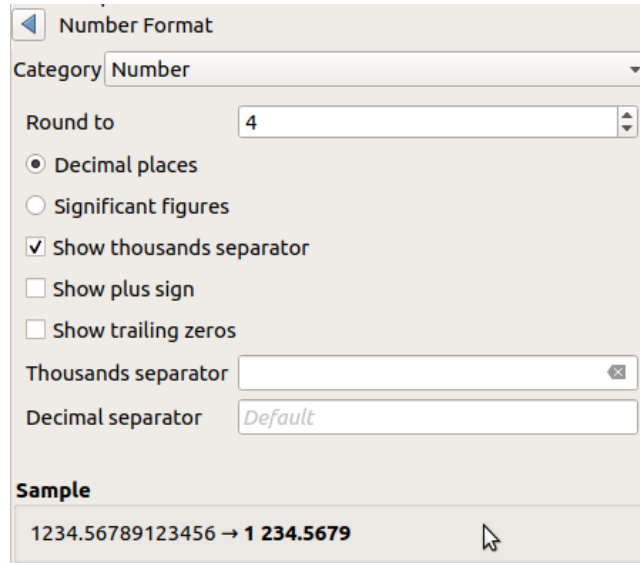 Number Format
Category Number
Round to 4
Decimal places
Significant figures
Show thousands separator
Show plus sign
Show trailing zeros
Thousands separator
Decimal separator Default
Sample
1234.56789123456 → 1 234.5679